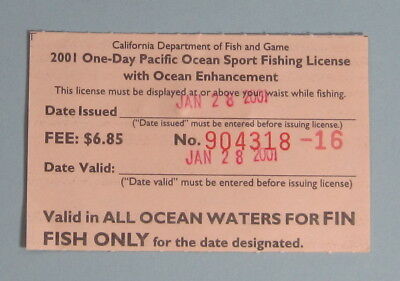 California Department of Fish and Game
2001 One-Day Pacific Ocean Sport Fishing License
with Ocean Enhancement
This license must be displayed at or above your waist while fishing.
Date Issued JAN 28 2001
("Date issued" must be entered before issuing license)
FEE: $6.85 No. 904318 -16
Date Valid: JAN 28 2001
("Date valid" must be entered before issuing license)
Valid in ALL OCEAN WATERS FOR FIN
FISH ONLY for the date designated.